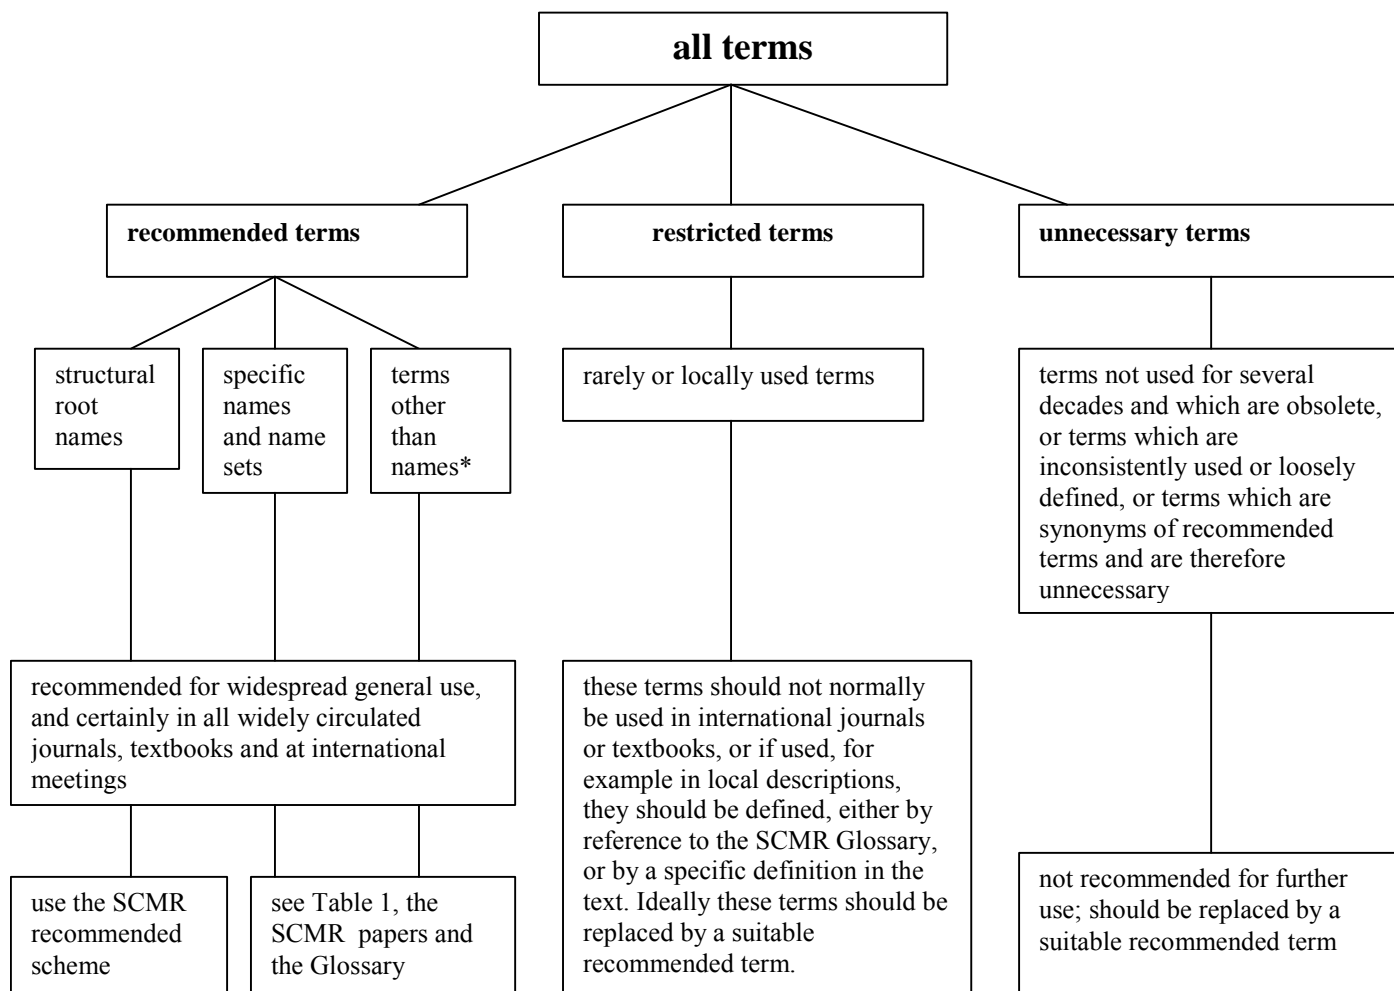 all terms
recommended terms
restricted terms
unnecessary terms
structural
root
names
specific
names
and name
sets
terms
other
than
names*
rarely or locally used terms
terms not used for several
decades and which are obsolete,
or terms which are
inconsistently used or loosely
defined, or terms which are
synonyms of recommended
terms and are therefore
unnecessary
recommended for widespread general use,
and certainly in all widely circulated
journals, textbooks and at international
meetings
these terms should not normally
be used in international journals
or textbooks, or if used, for
example in local descriptions,
they should be defined, either by
reference to the SCMR Glossary,
or by a specific definition in the
text. Ideally these terms should be
replaced by a suitable
recommended term.
use the SCMR
recommended
scheme
see Table 1, the
SCMR papers and
the Glossary
not recommended for further
use; should be replaced by a
suitable recommended term